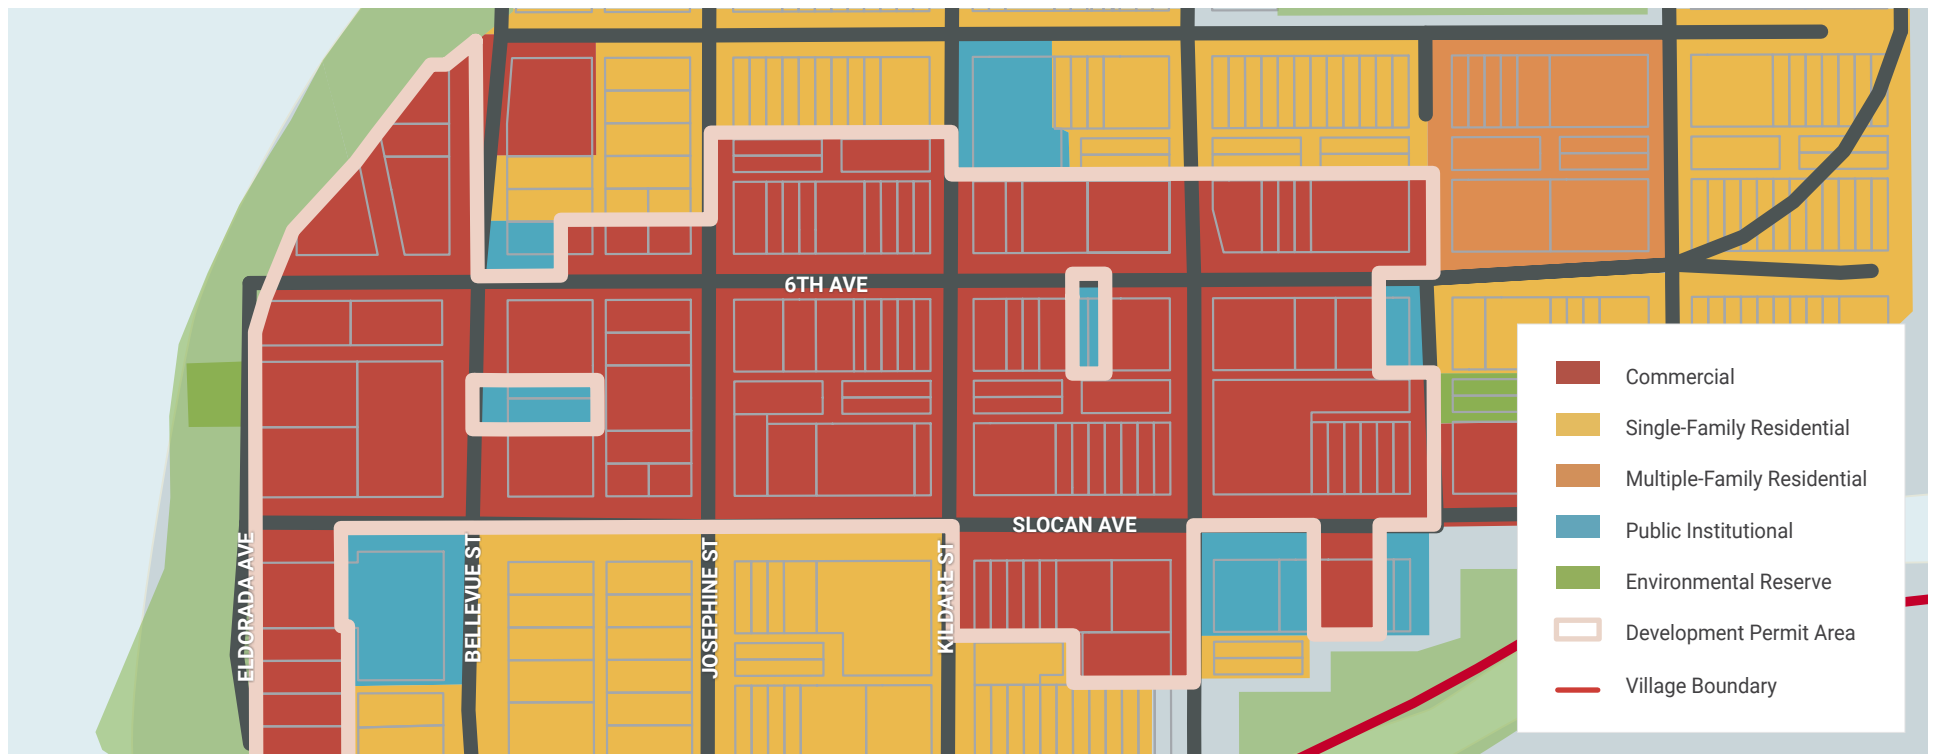 6TH AVE
SLOCAN AVE
ELDORADA AVE
BELLEVUE ST
JOSEPHINE ST
KILDARE ST
Commercial
Single-Family Residential
Multiple-Family Residential
Public Institutional
Environmental Reserve
Development Permit Area
Village Boundary